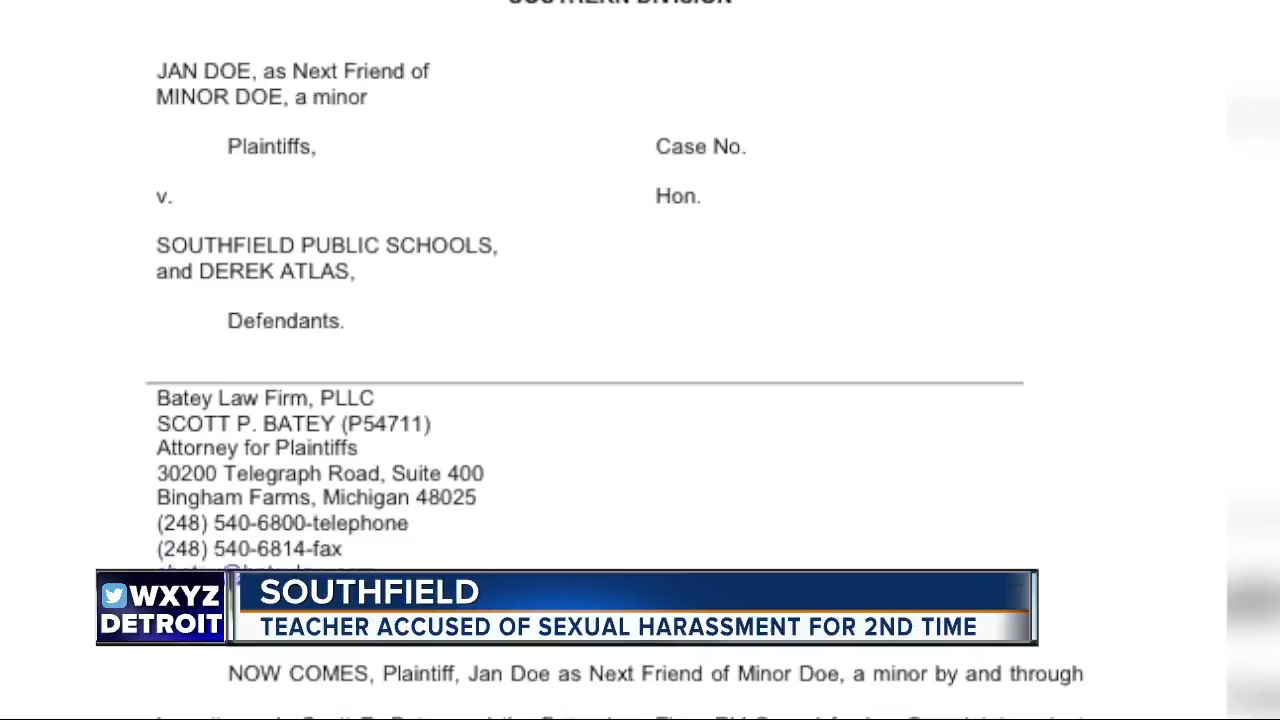 SOUTHERN DIVISION
JAN DOE, as Next Friend of
MINOR DOE, a minor
Plaintiffs,
Case No.
v.
Hon.
SOUTHFIELD PUBLIC SCHOOLS,
and DEREK ATLAS,
Defendants.
Batey Law Firm, PLLC
SCOTT P. BATEY (P54711)
Attorney for Plaintiffs
30200 Telegraph Road, Suite 400
Bingham Farms, Michigan 48025
(248) 540-6800-telephone
(248) 540-6814-fax
WXYZ
DETROIT
SOUTHFIELD
TEACHER ACCUSED OF SEXUAL HARASSMENT FOR 2ND TIME
NOW COMES, Plaintiff, Jan Doe as Next Friend of Minor Doe, a minor by and through